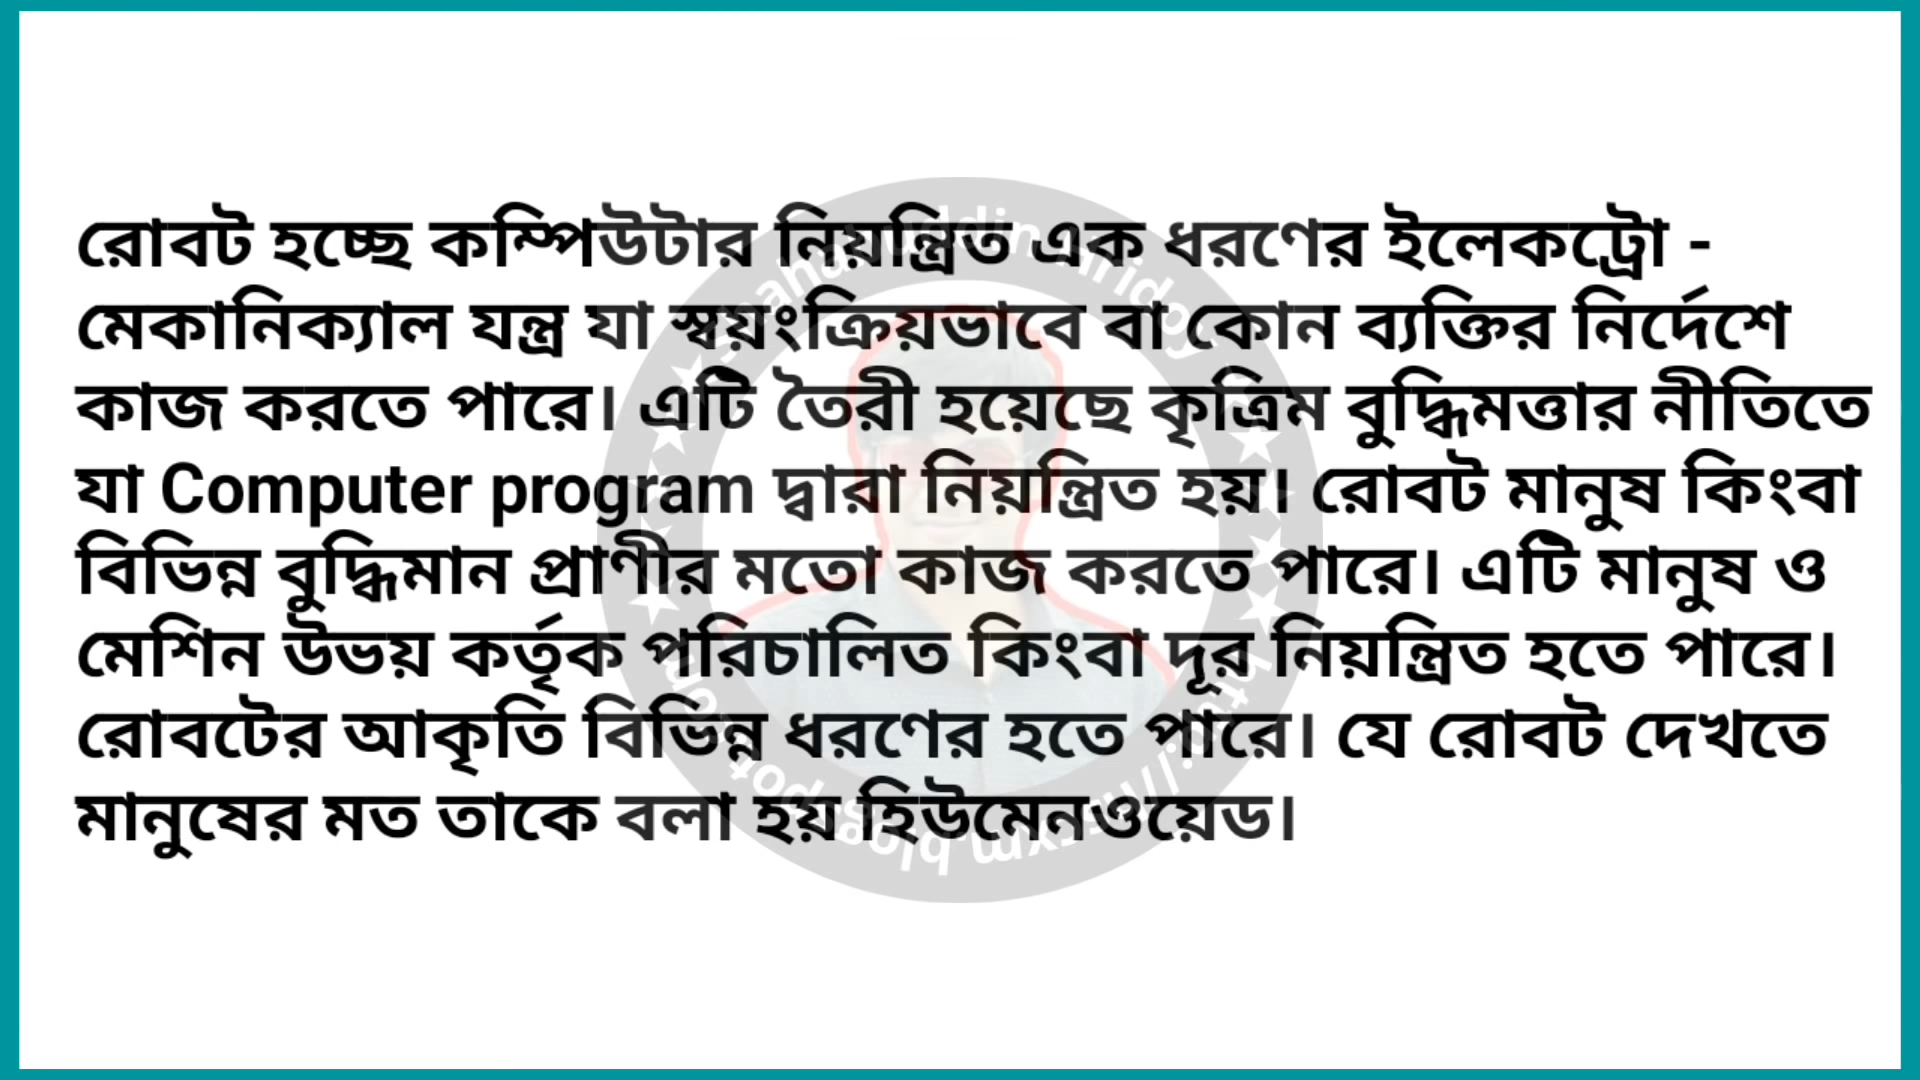 রোবট হচ্ছে কম্পিউটার নিয়ন্ত্রিত এক ধরণের ইলেকট্রো -
মেকানিক্যাল যন্ত্র যা স্বয়ংক্রিয়ভাবে বা কোন ব্যক্তির নির্দেশে
কাজ করতে পারে। এটি তৈরী হয়েছে কৃত্রিম বুদ্ধিমত্তার নীতিতে
যা Computer program দ্বারা নিয়ন্ত্রিত হয়। রোবট মানুষ কিংবা
বিভিন্ন বুদ্ধিমান প্রাণীর মতো কাজ করতে পারে। এটি মানুষ ও
মেশিন উভয় কর্তৃক পরিচালিত কিংবা দূর নিয়ন্ত্রিত হতে পারে।
রোবটের আকৃতি বিভিন্ন ধরণের হতে পারে। যে রোবট দেখতে
মানুষের মত তাকে বলা হয় হিউমেনওয়েড।